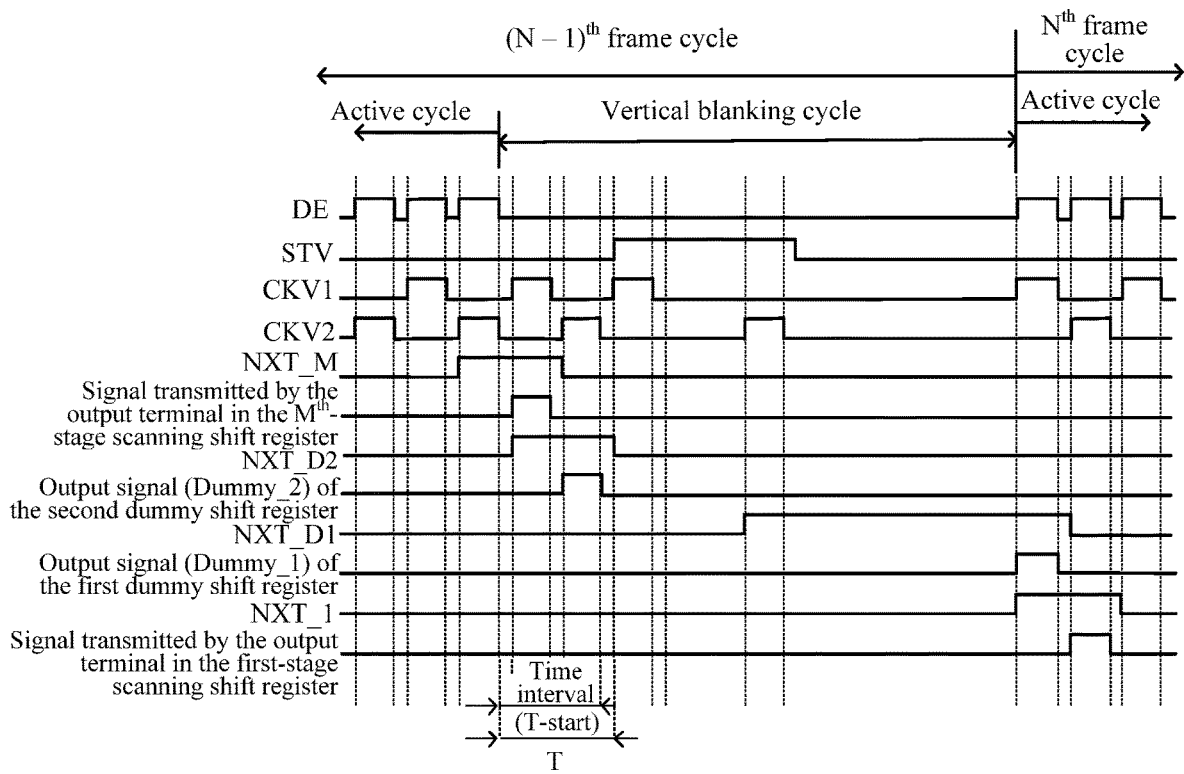 (N – 1)th frame cycle
Nth frame
cycle
Active cycle
Vertical blanking cycle
Active cycle
DE
STV
CKV1
CKV2
NXT_M
Signal transmitted by the
output terminal in the Mth-
stage scanning shift register
NXT_D2
Output signal (Dummy_2) of
the second dummy shift register
NXT_D1
Output signal (Dummy_1) of
the first dummy shift register
NXT_1
Signal transmitted by the output
terminal in the first-stage
scanning shift register
Time
interval
(T-start)
T